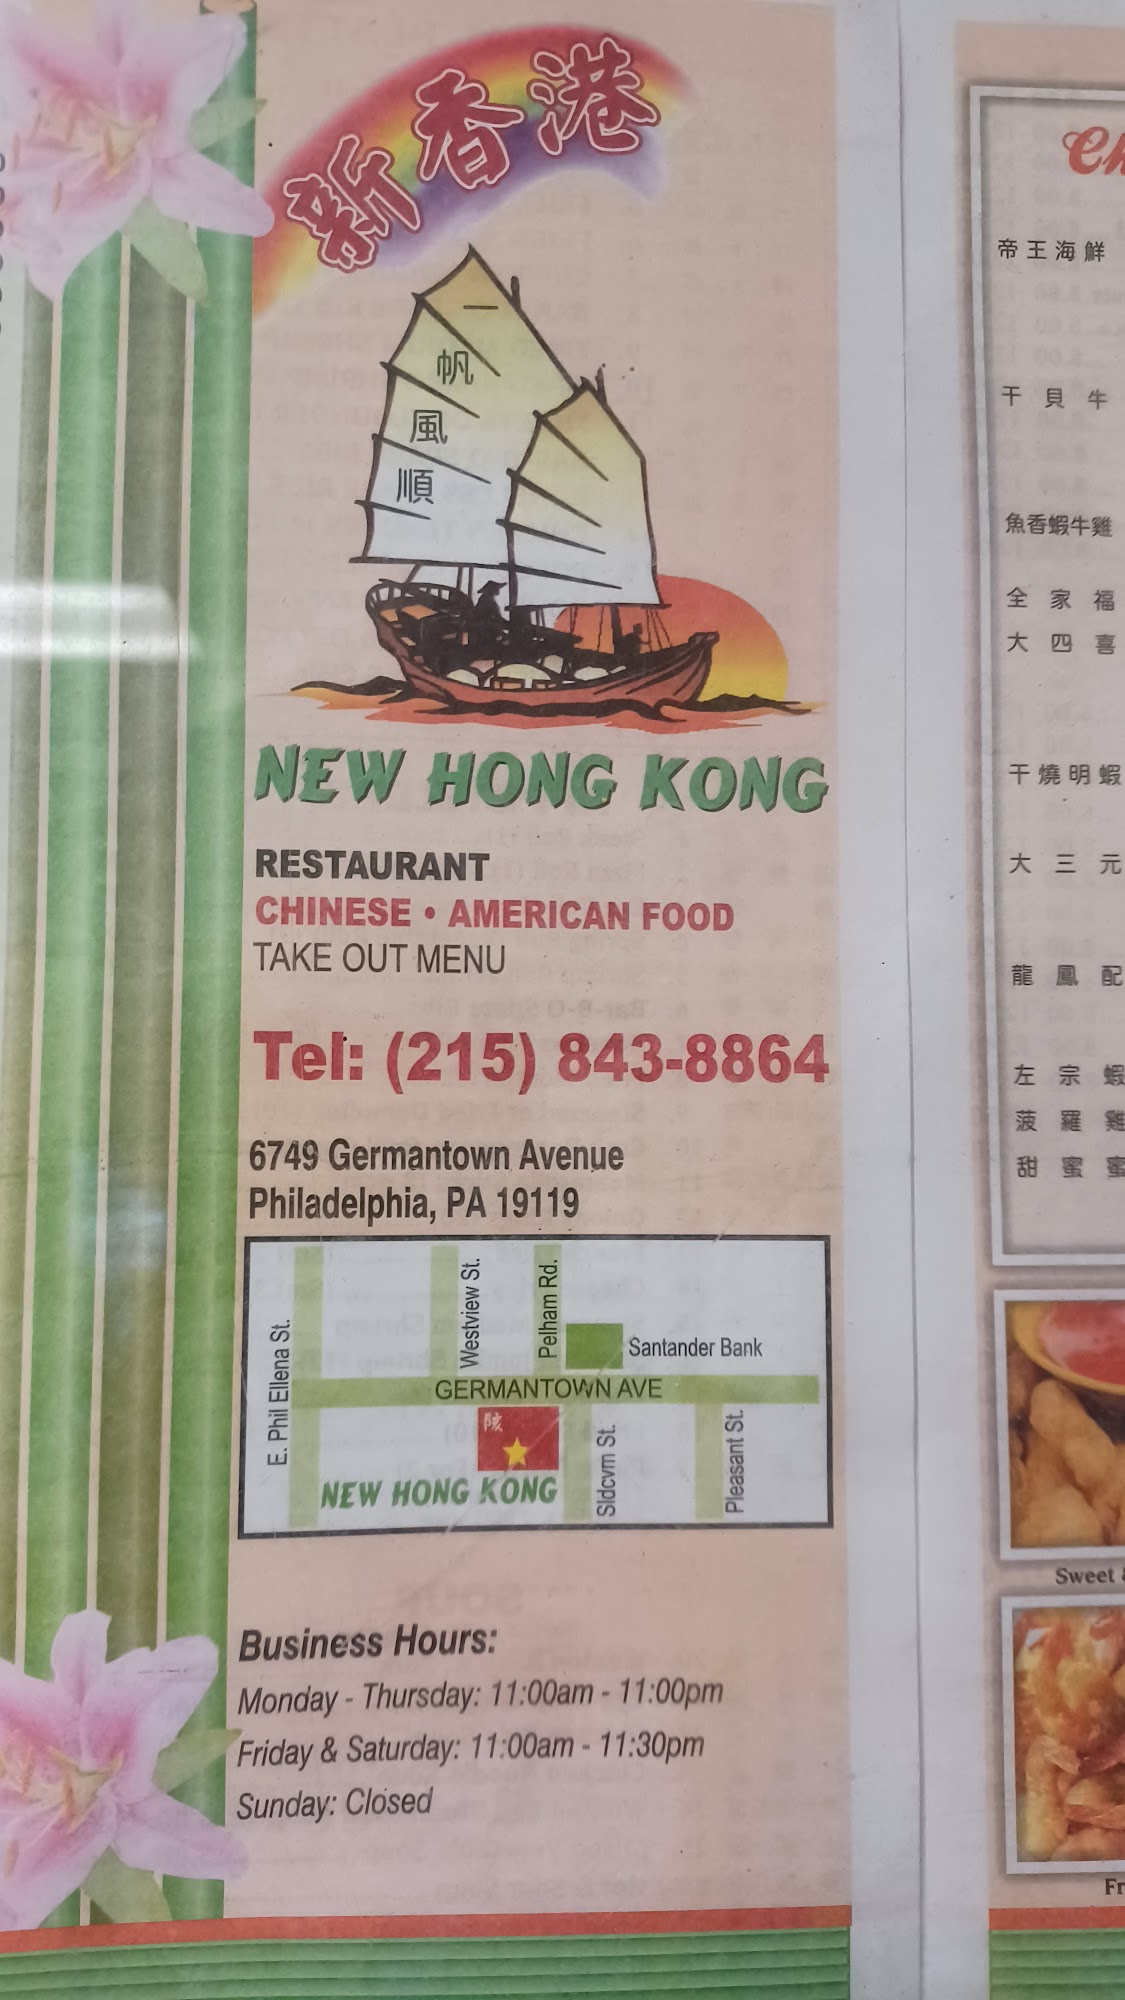 新香港
一帆風順
NEW HONG KONG
RESTAURANT
CHINESE • AMERICAN FOOD
TAKE OUT MENU
Tel: (215) 843-8864
6749 Germantown Avenue
Philadelphia, PA 19119
E. Phil Ellena St.
Westview St.
Pelham Rd.
Santander Bank
GERMANTOWN AVE
NEW HONG KONG
Sldcvm St.
Pleasant St.
Business Hours:
Monday - Thursday: 11:00am - 11:00pm
Friday & Saturday: 11:00am - 11:30pm
Sunday: Closed
Ch
帝王海鮮
干貝牛
魚香蝦牛雞
全家福
大四喜
干燒明蝦
大三元
龍鳳配
左宗蝦
菠羅雞
甜蜜蜜
Sweet &
Fr